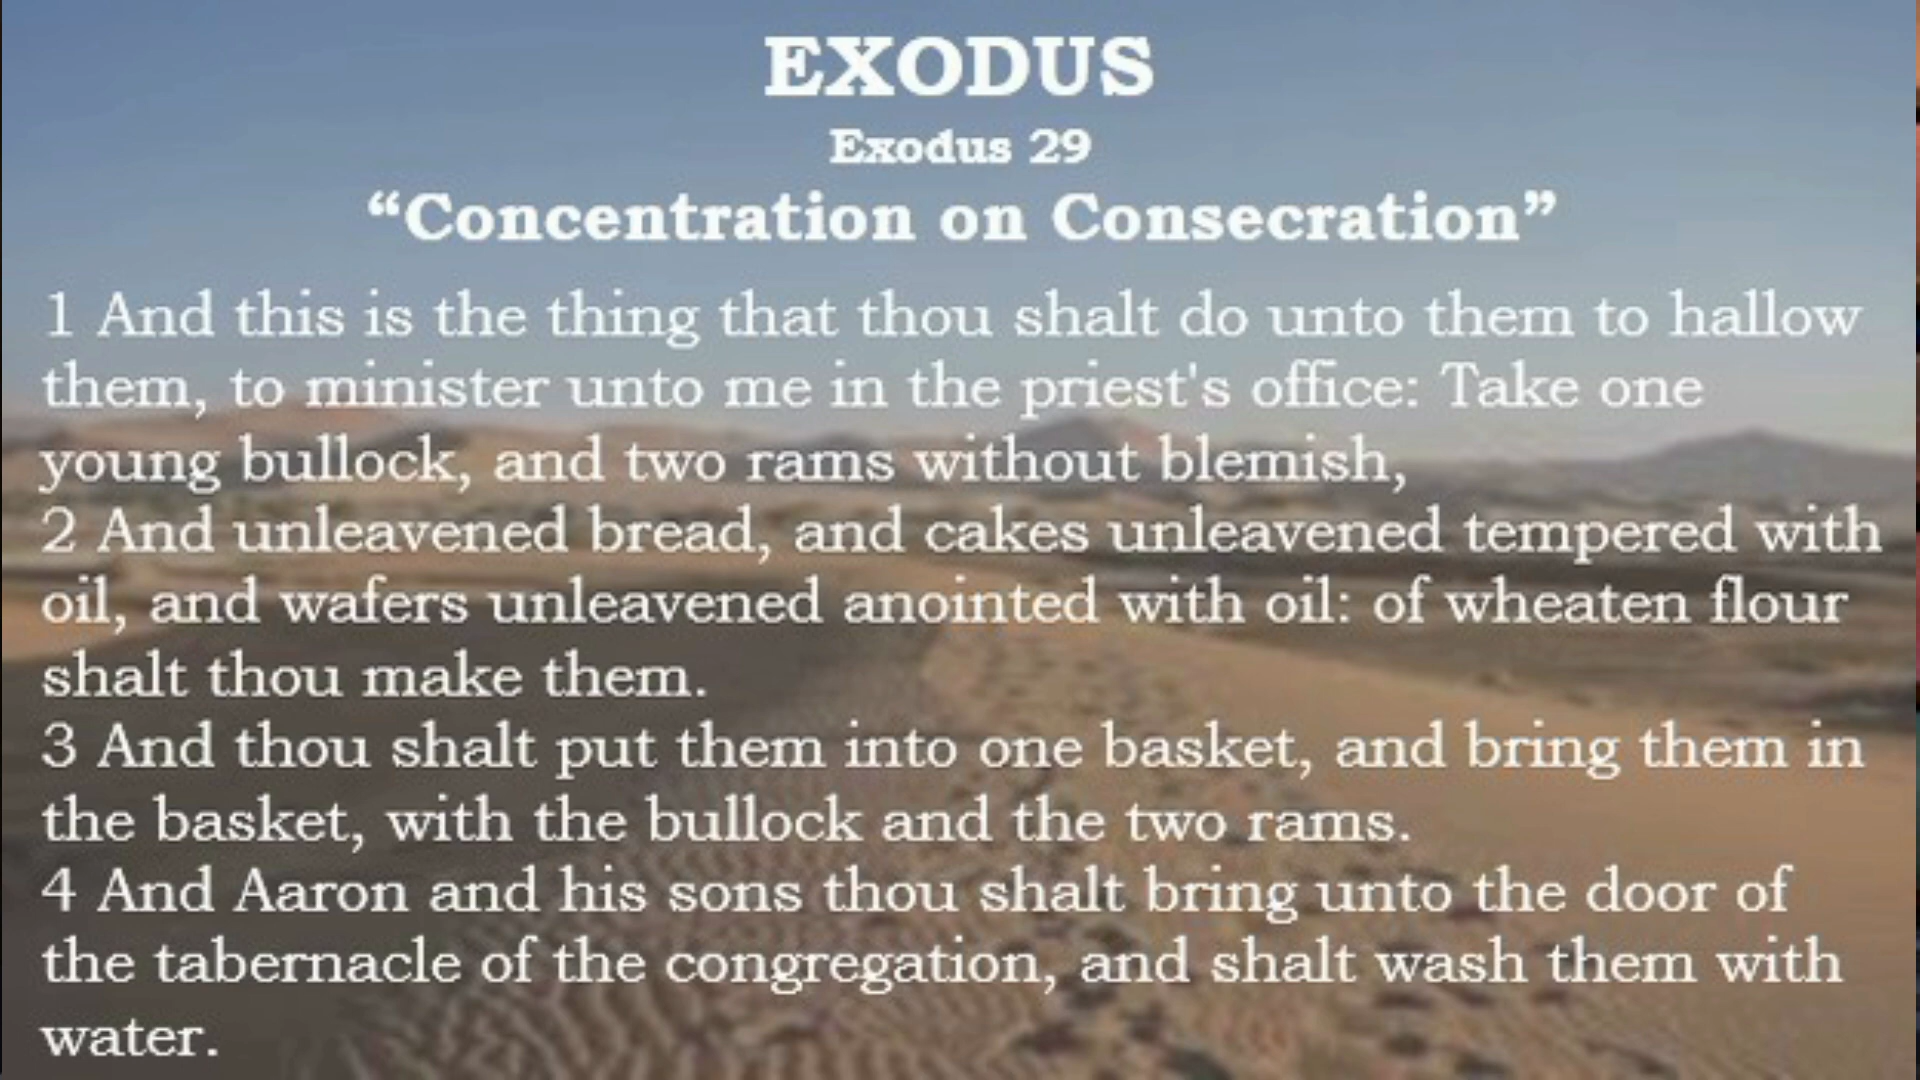 EXODUS
Exodus 29
“Concentration on Consecration”
1 And this is the thing that thou shalt do unto them to hallow
them, to minister unto me in the priest's office: Take one
young bullock, and two rams without blemish,
2 And unleavened bread, and cakes unleavened tempered with
oil, and wafers unleavened anointed with oil: of wheaten flour
shalt thou make them.
3 And thou shalt put them into one basket, and bring them in
the basket, with the bullock and the two rams.
4 And Aaron and his sons thou shalt bring unto the door of
the tabernacle of the congregation, and shalt wash them with
water.